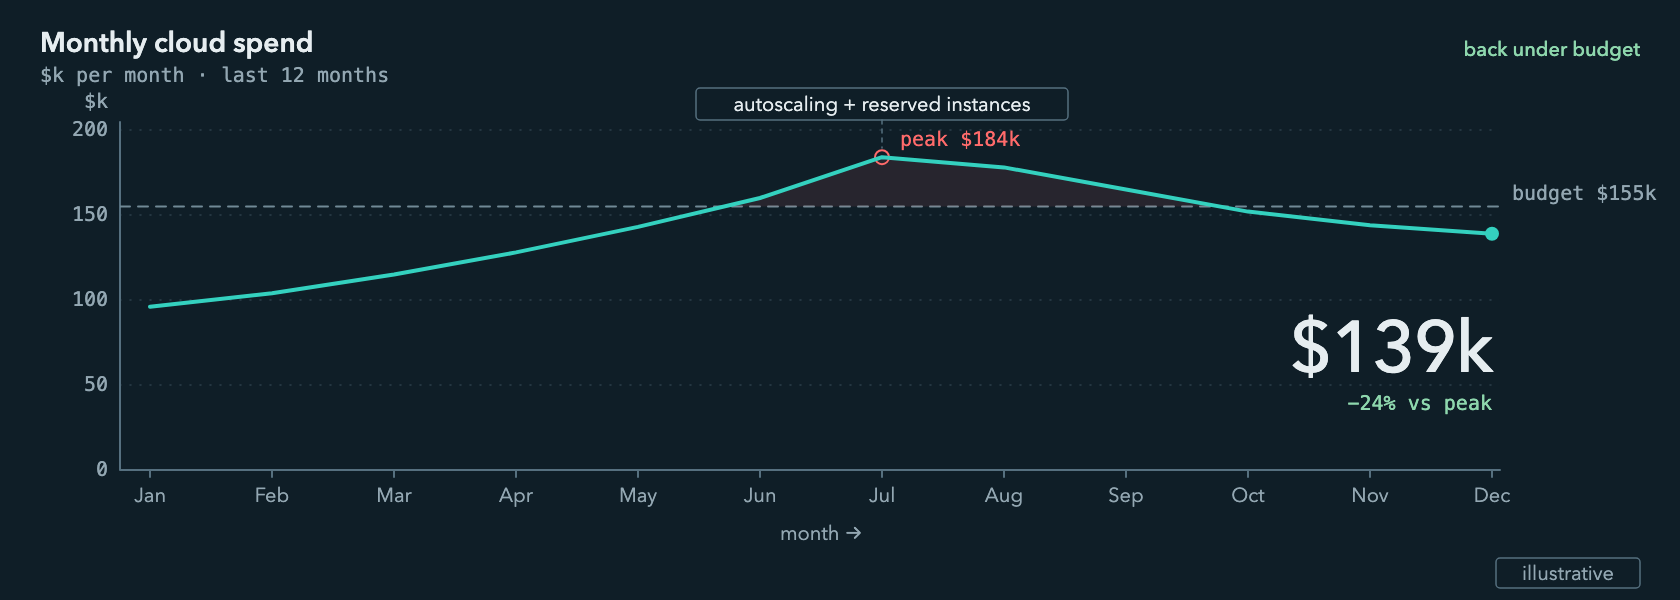 Monthly cloud spend
back under budget
$k per month · last 12 months
$k
autoscaling + reserved instances
200
peak $184k
budget $155k
150
100
$139k
50
−24% vs peak
0
Jan Feb Mar Apr May Jun Jul Aug Sep Oct Nov Dec
month →
illustrative